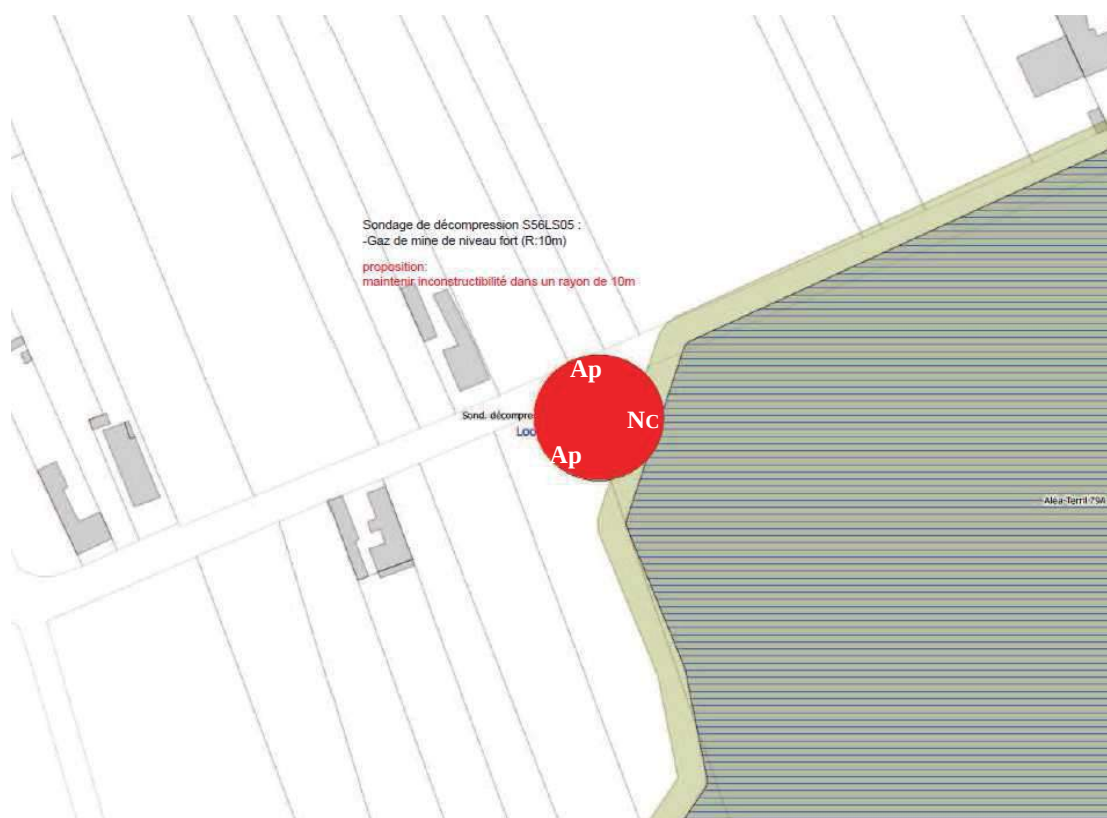 Sondage de décompression S56LS05 :
-Gaz de mine de niveau fort (R:10m)
proposition:
maintenir inconstructibilité dans un rayon de 10m
Ap
Sond. décompre
NC
Loc
Ap
Aléa-Terril 79A